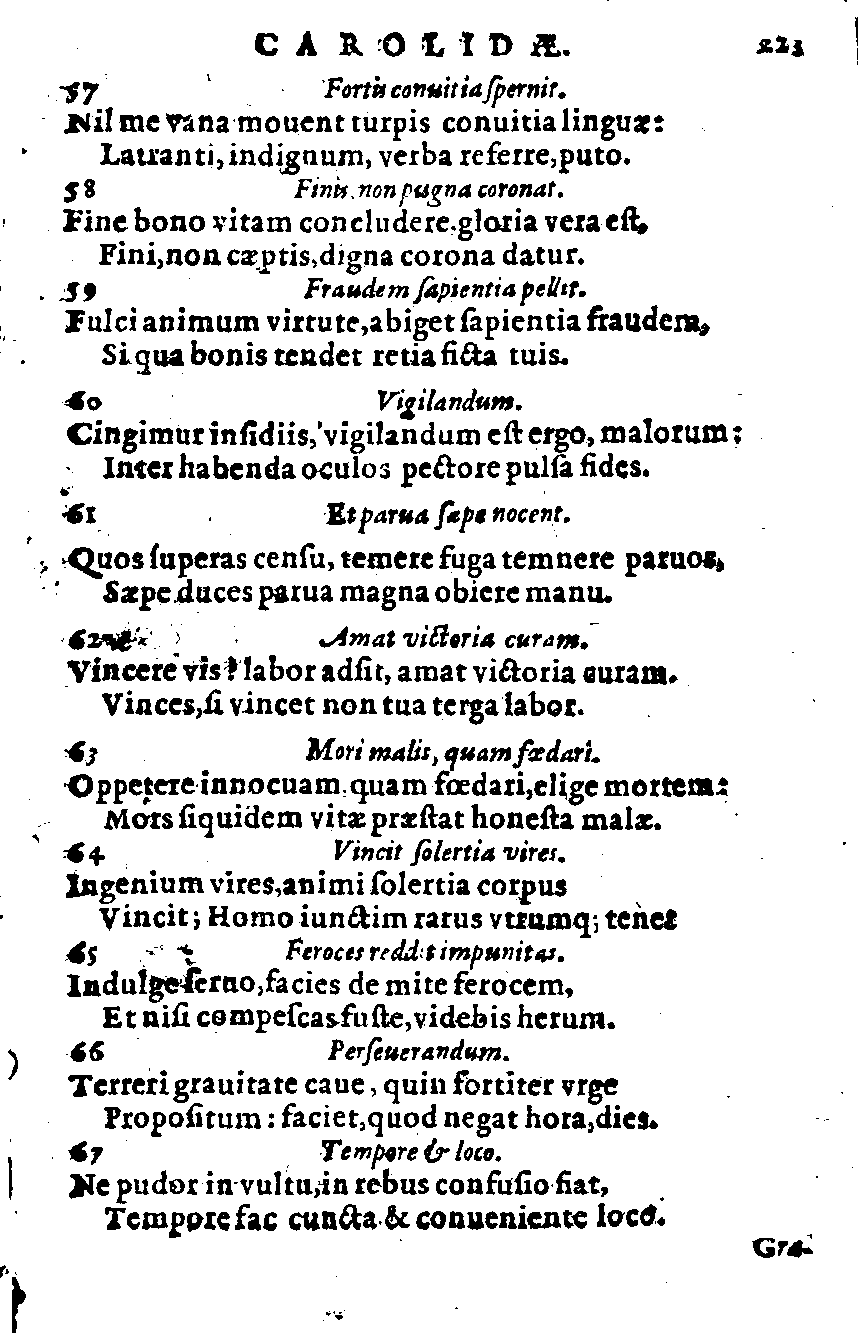 CAROLIDÆ. 223
57 Fortis conuitia ſpernit.
Nil me vana mouent turpis conuitia linguæ:
Latranti, indignum, verba referre, puto.
58 Finis, non pugna coronat.
Fine bono vitam concludere. gloria vera eſt,
Fini, non cæptis, digna corona datur.
59 Fraudem ſapientia pellit.
Fulci animum virtute, abiget ſapientia fraudem,
Si qua bonis tendet retia ficta tuis.
60 Vigilandum.
Cingimur inſidiis, vigilandum eſt ergo, malorum:
Inter habenda oculos pectore pulſa fides.
61 Et parua ſæpe nocent.
Quos ſuperas cenſu, temere fuga temnere paruos,
Sæpe duces parua magna obiere manu.
62 Amat victoria curam.
Vincere vis? labor adſit, amat victoria curam.
Vinces, ſi vincet non tua terga labor.
63 Mori malis, quam fœdari.
Oppetere innocuam, quam fœdari, elige mortem:
Mors ſiquidem vitæ præſtat honeſta malæ.
64 Vincit ſolertia vires.
Ingenium vires, animi ſolertia corpus
Vincit; Homo iunctim rarus vtrumq; tenet
65 Feroces reddit impunitas.
Indulge ſeruo, facies de mite ferocem,
Et niſi compeſcas fuſte, videbis herum.
66 Perſeuerandum.
Terreri grauitate caue, quin fortiter vrge
Propoſitum: faciet, quod negat hora, dies.
67 Tempore & loco.
Ne pudor in vultu, in rebus confuſio fiat,
Tempore fac cuncta & conueniente loco.
Gra-